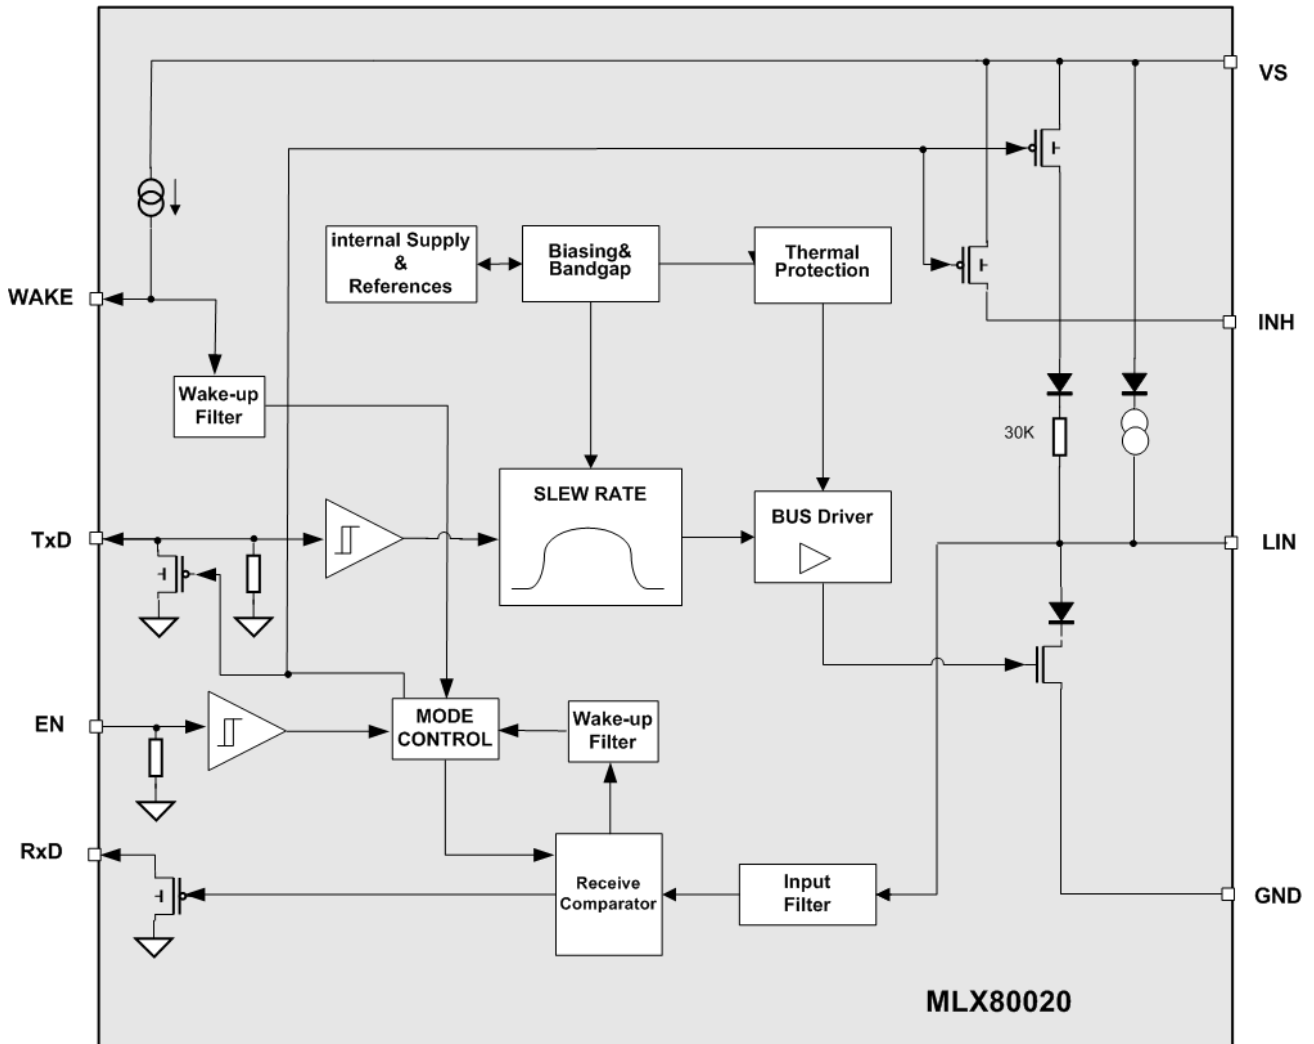 VS
internal Supply
&
References
Biasing&
Bandgap
Thermal
Protection
WAKE
INH
Wake-up
Filter
30K
SLEW RATE
BUS Driver
TxD
LIN
EN
MODE
CONTROL
Wake-up
Filter
RxD
Receive
Comparator
Input
Filter
GND
MLX80020